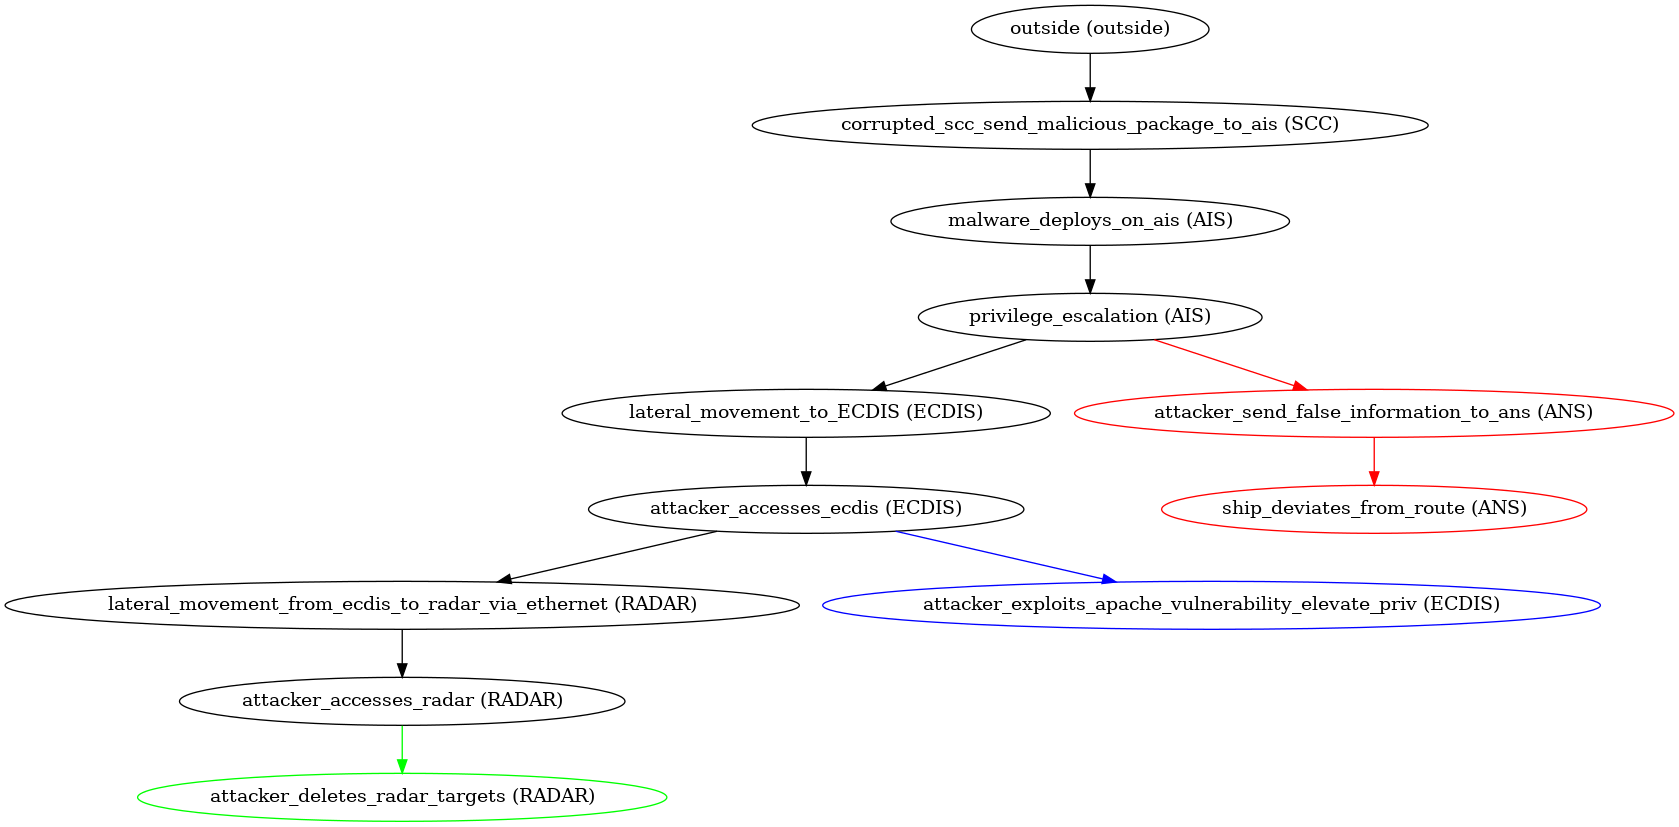 outside (outside)
corrupted_scc_send_malicious_package_to_ais (SCC)
malware_deploys_on_ais (AIS)
privilege_escalation (AIS)
lateral_movement_to_ECDIS (ECDIS)
attacker_send_false_information_to_ans (ANS)
attacker_accesses_ecdis (ECDIS)
ship_deviates_from_route (ANS)
lateral_movement_from_ecdis_to_radar_via_ethernet (RADAR)
attacker_exploits_apache_vulnerability_elevate_priv (ECDIS)
attacker_accesses_radar (RADAR)
attacker_deletes_radar_targets (RADAR)